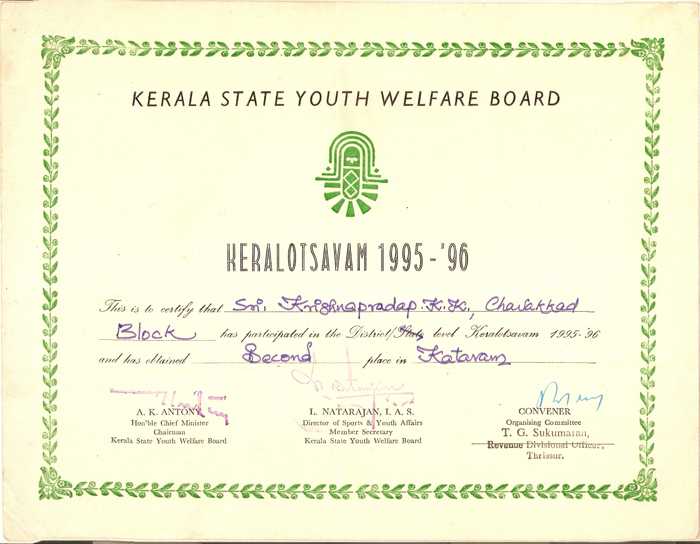 KERALA STATE YOUTH WELFARE BOARD
KERALOTSAVAM 1995-'96
This is to certify that Sri. Krishnapradap. K.K., Chavakkad
Block has participated in the District/State level Keralotsavam 1995-'96
and has obtained Second place in Katavam
A. K. ANTONY
Hon'ble Chief Minister
Chairman
Kerala State Youth Welfare Board
L. NATARAJAN, I. A. S.
Director of Sports & Youth Affairs
Member Secretary
Kerala State Youth Welfare Board
CONVENER
Organising Committee
T. G. Sukumaran,
Revenue Divisional Officer,
Thrissur.